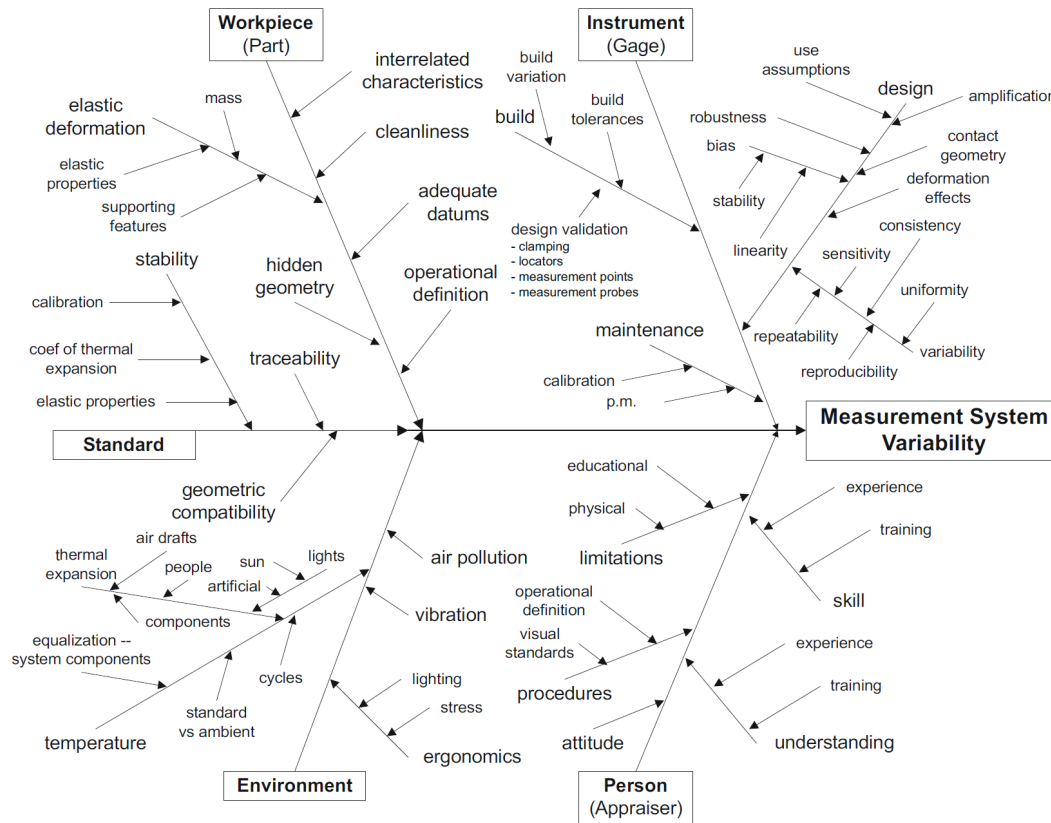 Workpiece
(Part)
interrelated
characteristics
mass
elastic
deformation
cleanliness
elastic
properties
supporting
features
adequate
datums
stability
hidden
geometry
operational
definition
calibration
coef of thermal
expansion
traceability
elastic properties
Instrument
(Gage)
build
variation
build
build
tolerances
design validation
- clamping
- locators
- measurement points
- measurement probes
use
assumptions
design
amplification
robustness
bias
contact
geometry
stability
deformation
effects
linearity
consistency
sensitivity
uniformity
repeatability
variability
reproducibility
maintenance
calibration
p.m.
Standard
Measurement System
Variability
geometric
compatibility
air drafts
thermal
expansion
people
sun
lights
artificial
air pollution
components
vibration
equalization --
system components
cycles
standard
vs ambient
lighting
stress
temperature
ergonomics
Environment
educational
physical
limitations
experience
training
skill
operational
definition
visual
standards
procedures
experience
training
attitude
understanding
Person
(Appraiser)